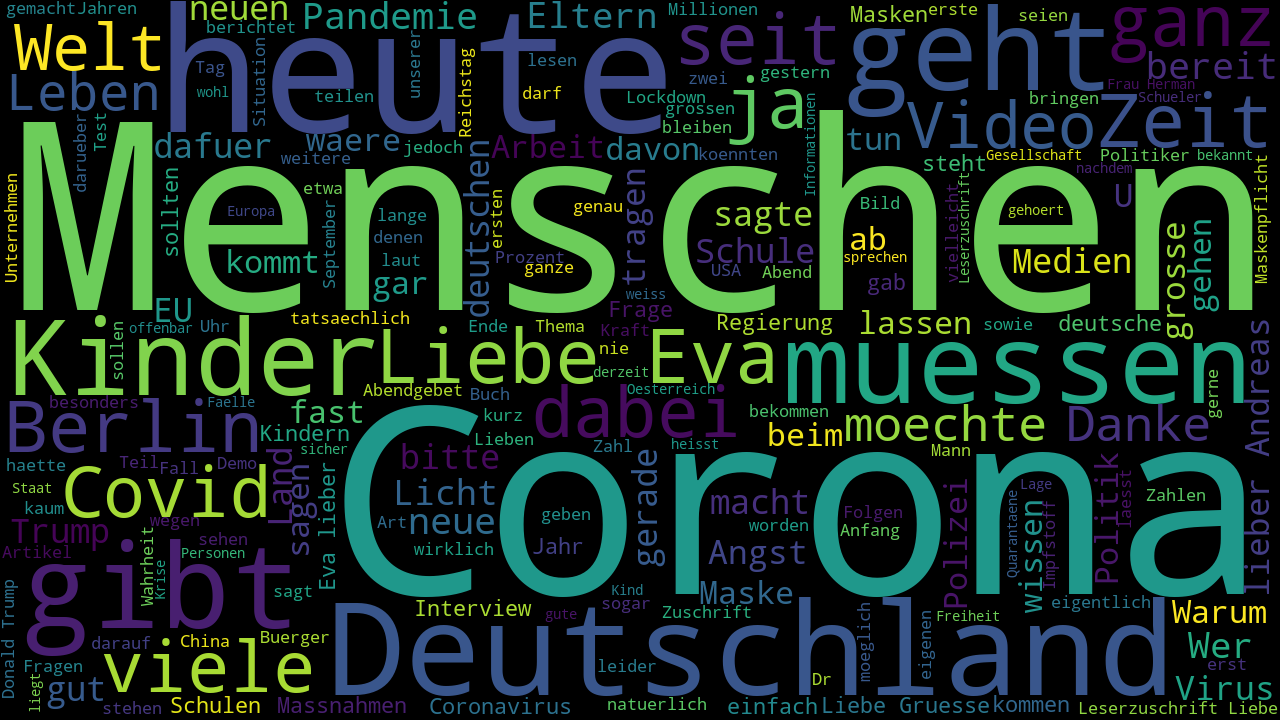 gemacht
Jahren
neuen
berichtet
Pandemie
Eltern
Millionen
Masken
erste
seien
ganz
Welt
heute
seit
geht
bereit
Leben
Tag
wohl
Situation
teilen
unserer
Reichstag
lesen
darf
zwei
gestern
Lockdown
grossen
bleiben
ja
Video
Zeit
bringen
Frau Herman
Schueler
darueber
Test
dafuer
waere
weitere
jedoch
Arbeit
davon
koennten
Informationen
tun
steht
Gesellschaft
Politiker
bekannt
nachdem
Menschen
Unternehmen
sollten
etwa
Europa
September
lange
denen
laut
kommt
gar
deutschen
ersten
genau
Prozent
ganze
tragen
sagte
Schule
USA
Abend
weiss
Bild
ab
sprechen
gab
vielleicht
Leserzuschrift
gehoert
U
Medien
grosse
gehen
Maskenpflicht
EU
offenbar
Uhr
tatsaechlich
Ende
Thema
Frage
Kraft
nie
derzeit
Regierung
lassen
sowie
deutsche
sollen
Kinder
Liebe
Eva
muessen
Andreas
Abendgebet
Buch
Oesterreich
gerne
Berlin
besonders
Faelle
fast
Kindern
sicher
kurz
Lieben
dabei
Zahl
heisst
bekommen
beim
moechte
Mann
Danke
haette
Staat
kaum
Covid
Teil
Fall
Demo
Land
sagen
bitte
Licht
neue
Art
wirklich
geben
Jahr
gerade
macht
worden
Angst
Folgen
Anfang
Polizei
Quarantaene
Lage
wissen
Impfstoff
Politik
laesst
Zahlen
lieber
Trump
wegen
Artikel
sehen
Personen
Wahrheit
Krise
Eva lieber
Corona
gibt
sagt
Interview
gute
Kind
sogar
Maske
Zuschrift
Freiheit
eigentlich
Warum
Donald Trump
darauf
China
Buerger
Deutschland
Wer
erst
Fragen
viele
leider
Dr
moeglich
eigenen
Virus
liegt
gut
stehen
Schulen
Massnahmen
Coronavirus
natuerlich
einfach
Liebe Gruesse
kommen
Leserzuschrift Liebe